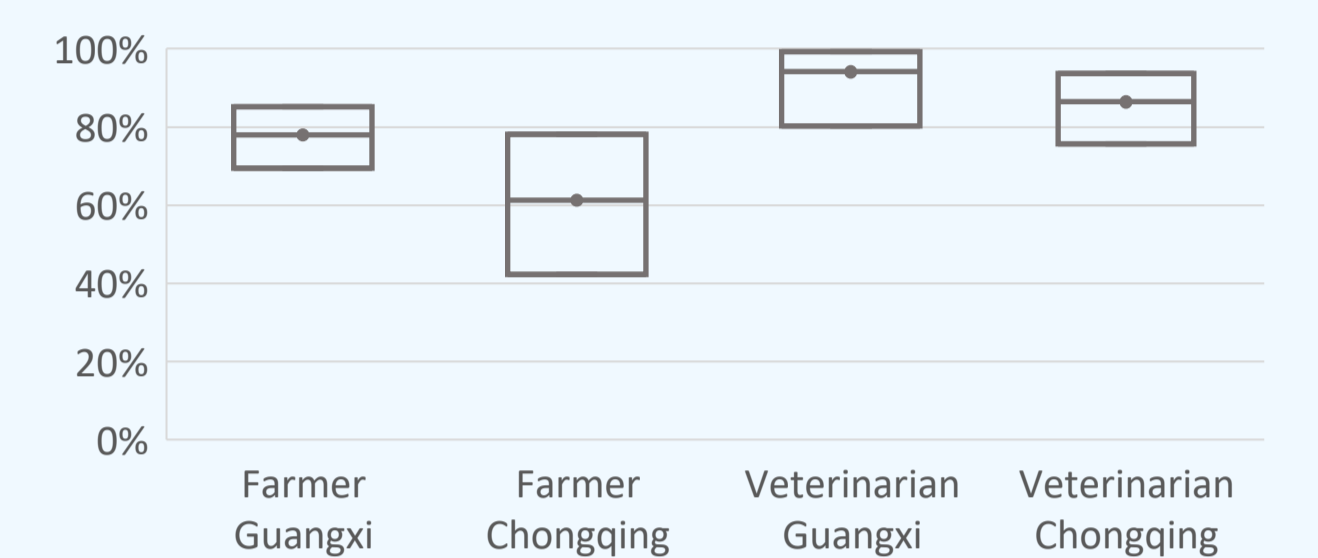 100%
80%
60%
40%
20%
0%
Farmer Guangxi
Farmer Chongqing
Veterinarian Guangxi
Veterinarian Chongqing